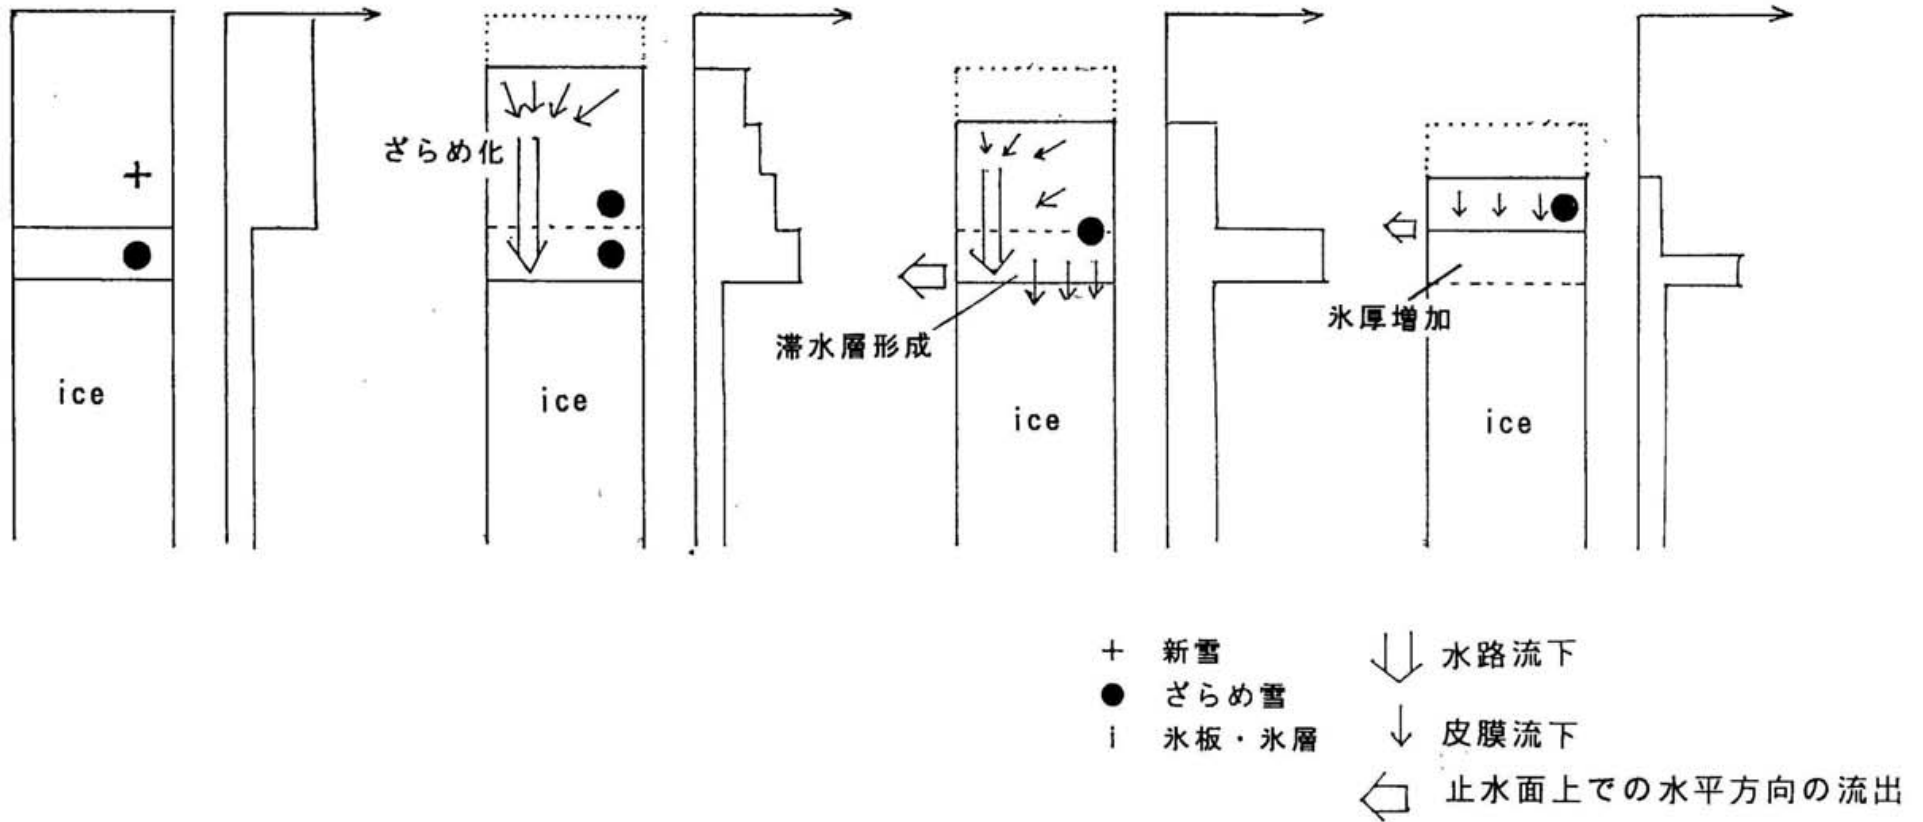 ざらめ化
滞水層形成
氷厚増加
ice
ice
ice
ice
+ 新雪
● ざらめ雪
i 氷板・氷層
水路流下
皮膜流下
止水面上での水平方向の流出